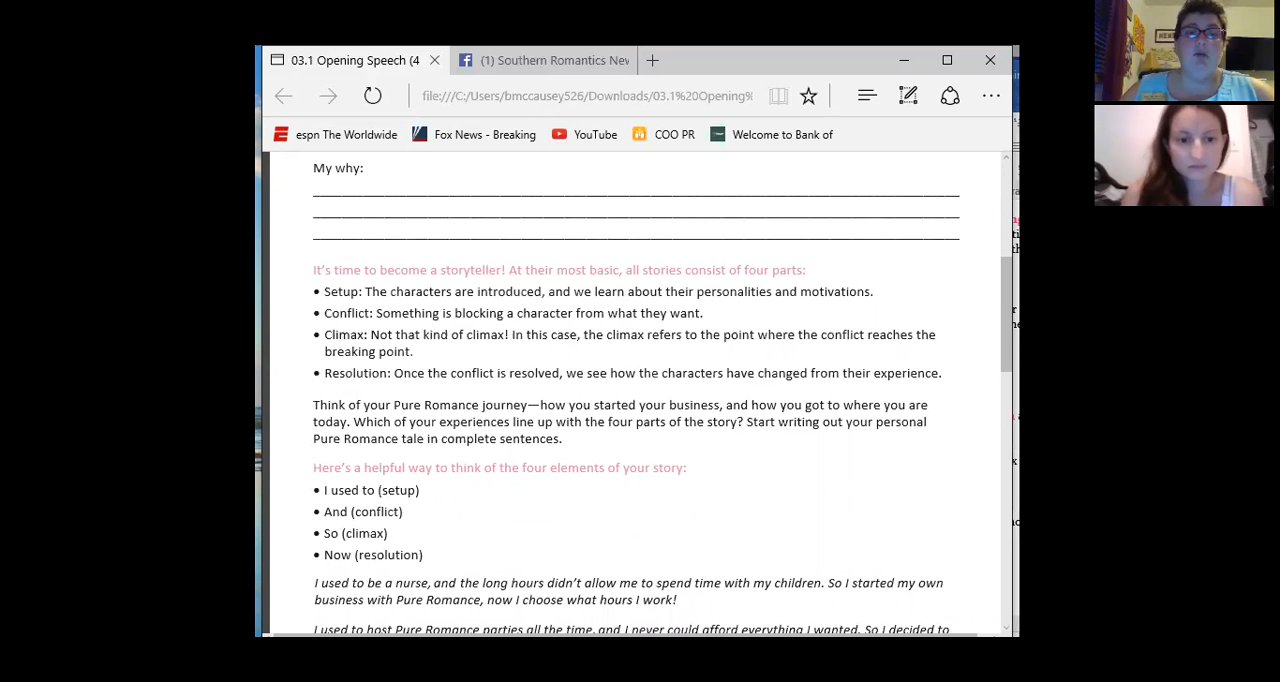 03.1 Opening Speech (4
(1) Southern Romantics New
file:///C:/Users/bmccausey526/Downloads/03.1%20Opening%
espn The Worldwide
Fox News - Breaking
YouTube
COO PR
Welcome to Bank of
My why:
It's time to become a storyteller! At their most basic, all stories consist of four parts:
• Setup: The characters are introduced, and we learn about their personalities and motivations.
• Conflict: Something is blocking a character from what they want.
• Climax: Not that kind of climax! In this case, the climax refers to the point where the conflict reaches the
breaking point.
• Resolution: Once the conflict is resolved, we see how the characters have changed from their experience.
Think of your Pure Romance journey—how you started your business, and how you got to where you are
today. Which of your experiences line up with the four parts of the story? Start writing out your personal
Pure Romance tale in complete sentences.
Here's a helpful way to think of the four elements of your story:
• I used to (setup)
• And (conflict)
• So (climax)
• Now (resolution)
I used to be a nurse, and the long hours didn't allow me to spend time with my children. So I started my own
business with Pure Romance, now I choose what hours I work!
I used to host Pure Romance parties all the time, and I never could afford everything I wanted. So I decided to